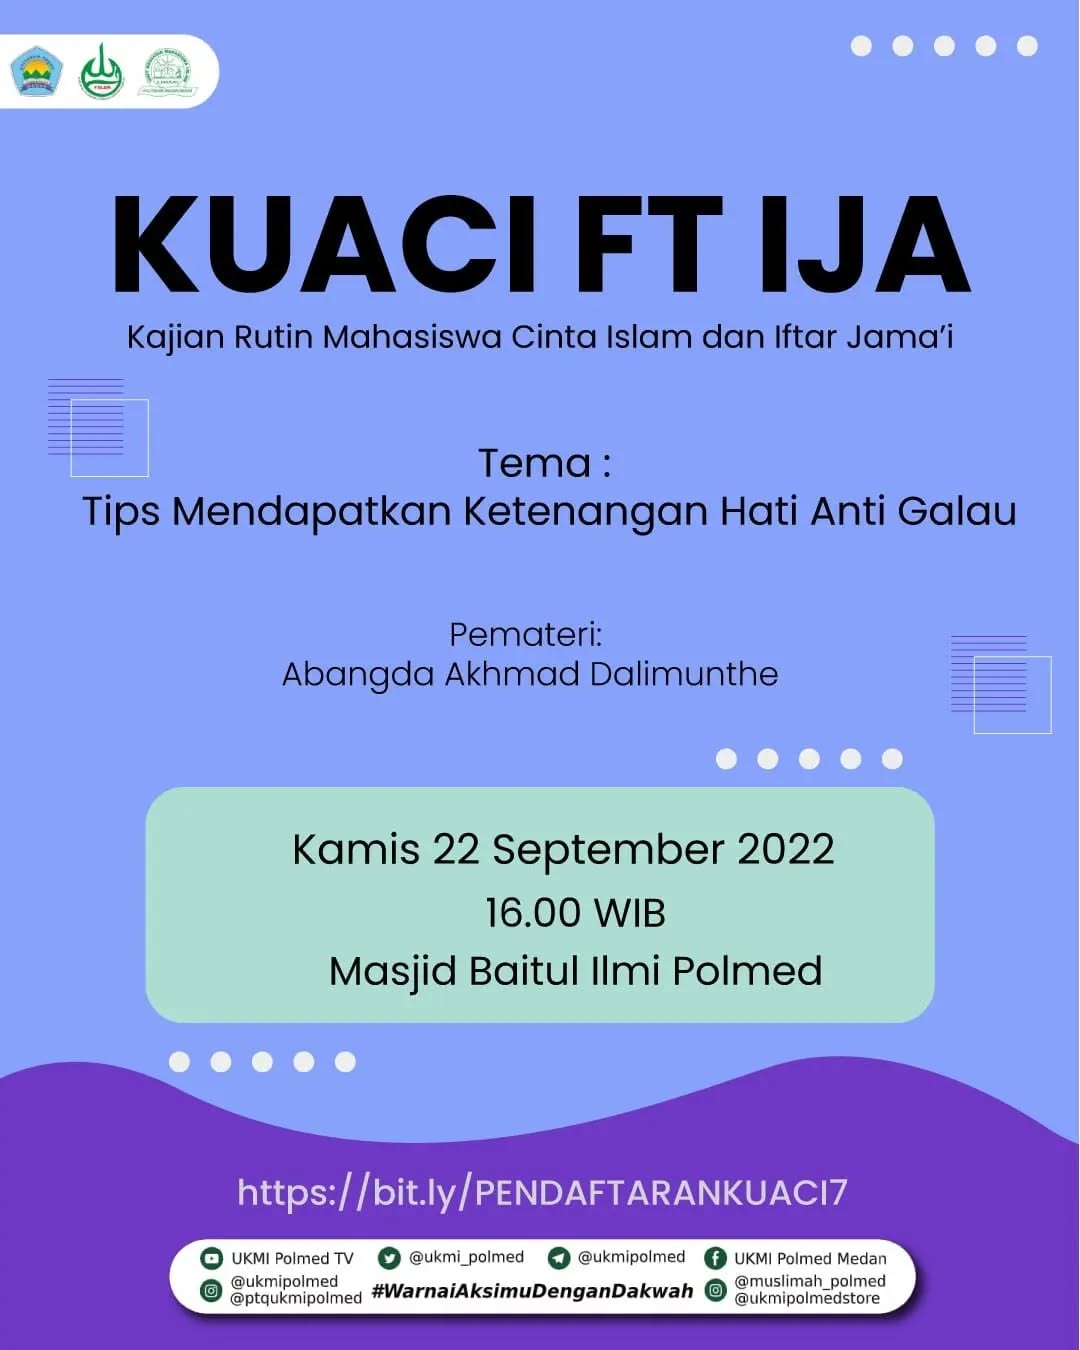 FSLDK
KUACI FT IJA
Kajian Rutin Mahasiswa Cinta Islam dan Iftar Jama’i
Tema :
Tips Mendapatkan Ketenangan Hati Anti Galau
Pemateri:
Abangda Akhmad Dalimunthe
Kamis 22 September 2022
16.00 WIB
Masjid Baitul Ilmi Polmed
https://bit.ly/PENDAFTARANKUACI7
UKMI Polmed TV @ukmi_polmed @ukmipolmed UKMI Polmed Medan
@ukmipolmed
@ptqukmipolmed
#WarnaiAksimuDenganDakwah
@muslimah_polmed
@ukmipolmedstore